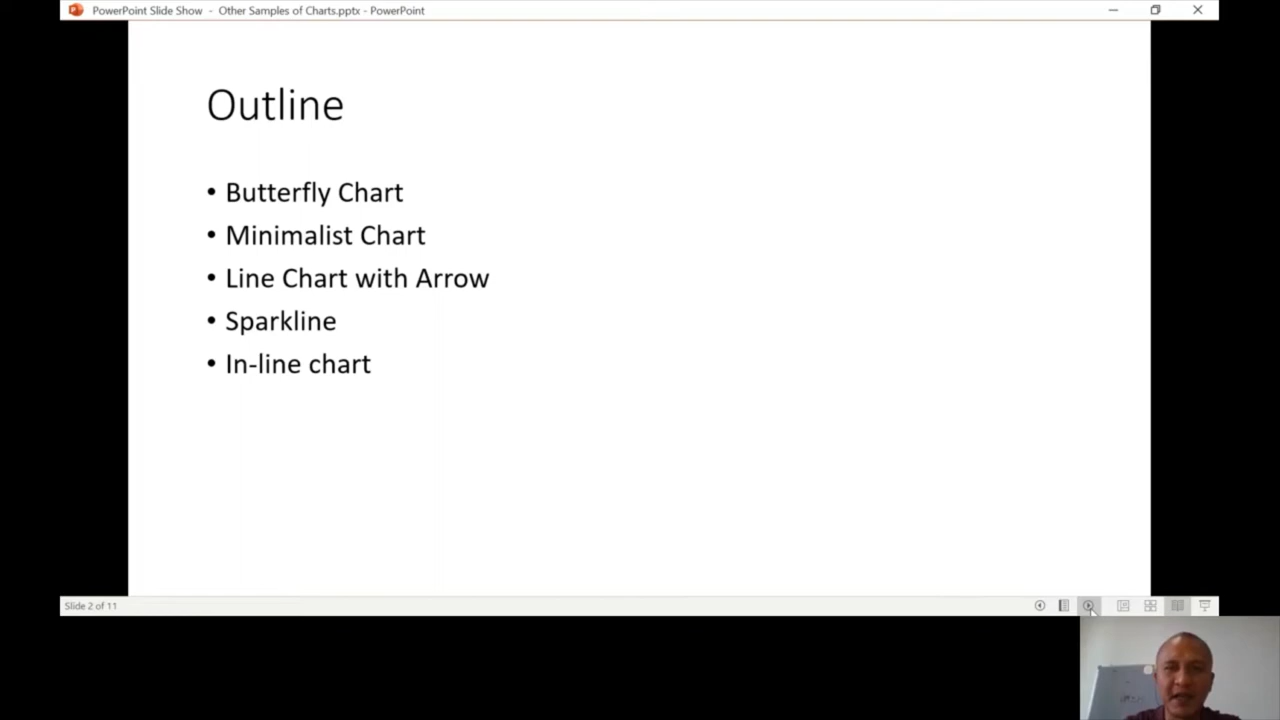 PowerPoint Slide Show - Other Samples of Charts.pptx - PowerPoint
Outline
• Butterfly Chart
• Minimalist Chart
• Line Chart with Arrow
• Sparkline
• In-line chart
Slide 2 of 11